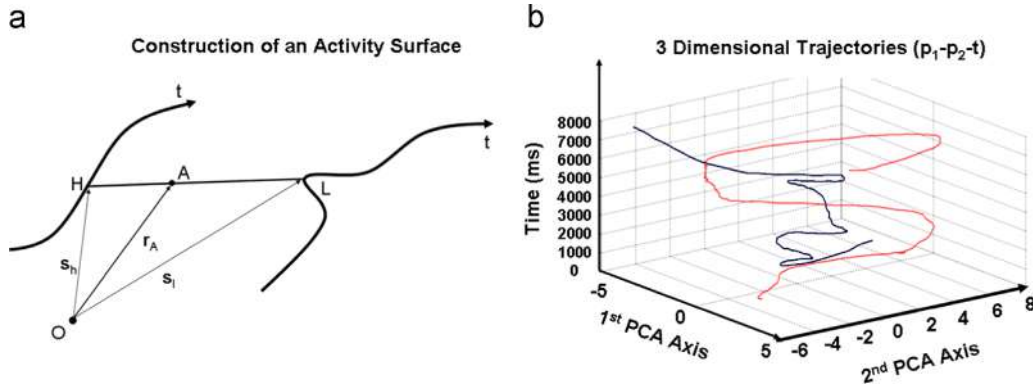 a
Construction of an Activity Surface
t
t
H
A
L
r_A
s_h
s_l
O
b
3 Dimensional Trajectories (p₁-p₂-t)
Time (ms)
8000
7000
6000
5000
4000
3000
2000
1000
0
-5
0
5
1st PCA Axis
-6
-4
-2
0
2
4
6
8
2nd PCA Axis